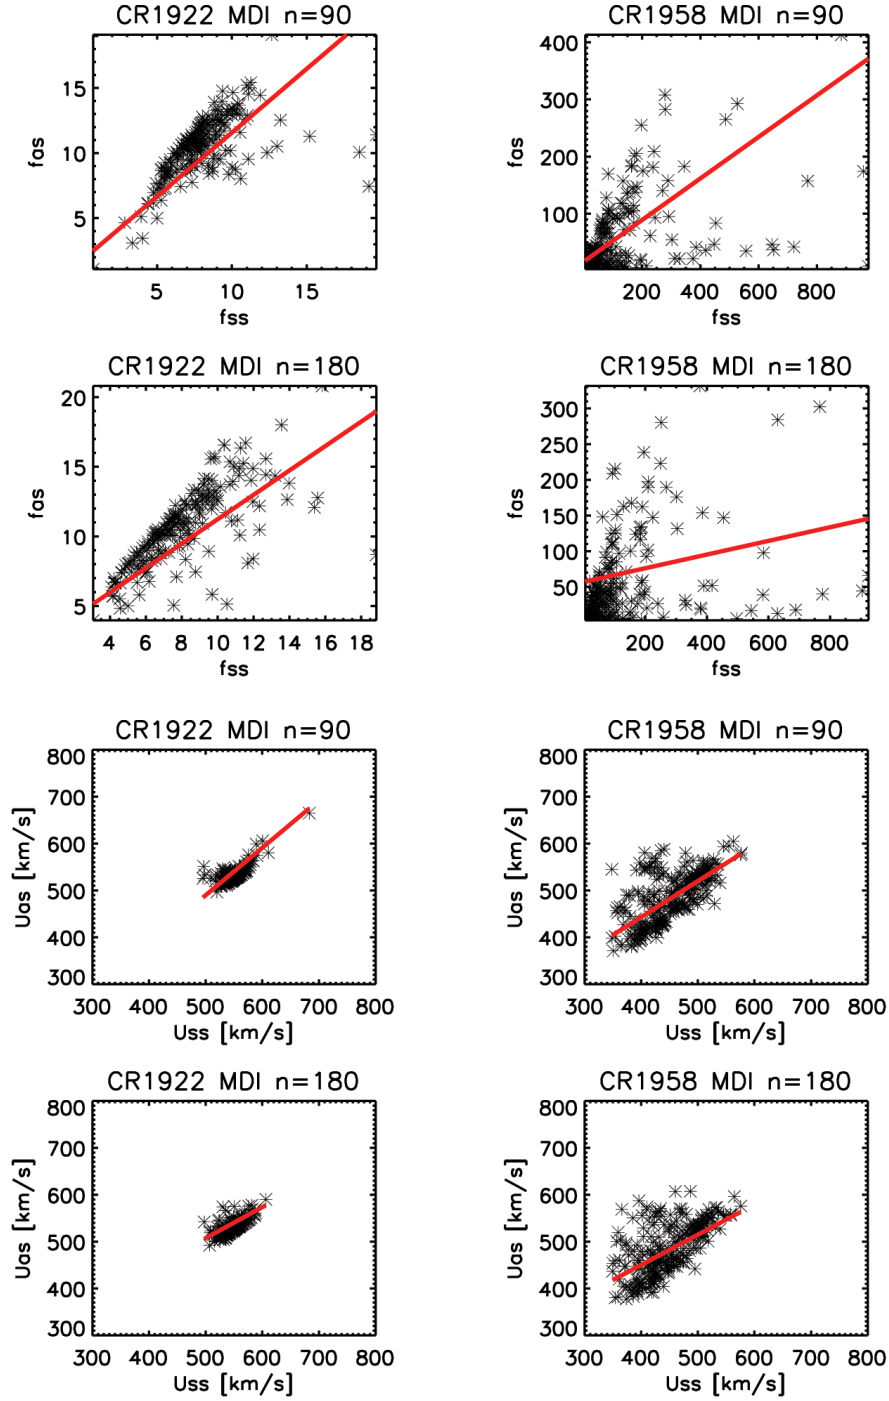 CR1922 MDI n=90
CR1958 MDI n=90
fas
15
10
5
5 10 15
fss
fas
400
300
200
100
200 400 600 800
fss
CR1922 MDI n=180
CR1958 MDI n=180
fas
20
15
10
5
4 6 8 10 12 14 16 18
fss
fas
300
250
200
150
100
50
200 400 600 800
fss
CR1922 MDI n=90
CR1958 MDI n=90
Uas [km/s]
800
700
600
500
400
300
300 400 500 600 700 800
Uss [km/s]
Uas [km/s]
800
700
600
500
400
300
300 400 500 600 700 800
Uss [km/s]
CR1922 MDI n=180
CR1958 MDI n=180
Uas [km/s]
800
700
600
500
400
300
300 400 500 600 700 800
Uss [km/s]
Uas [km/s]
800
700
600
500
400
300
300 400 500 600 700 800
Uss [km/s]